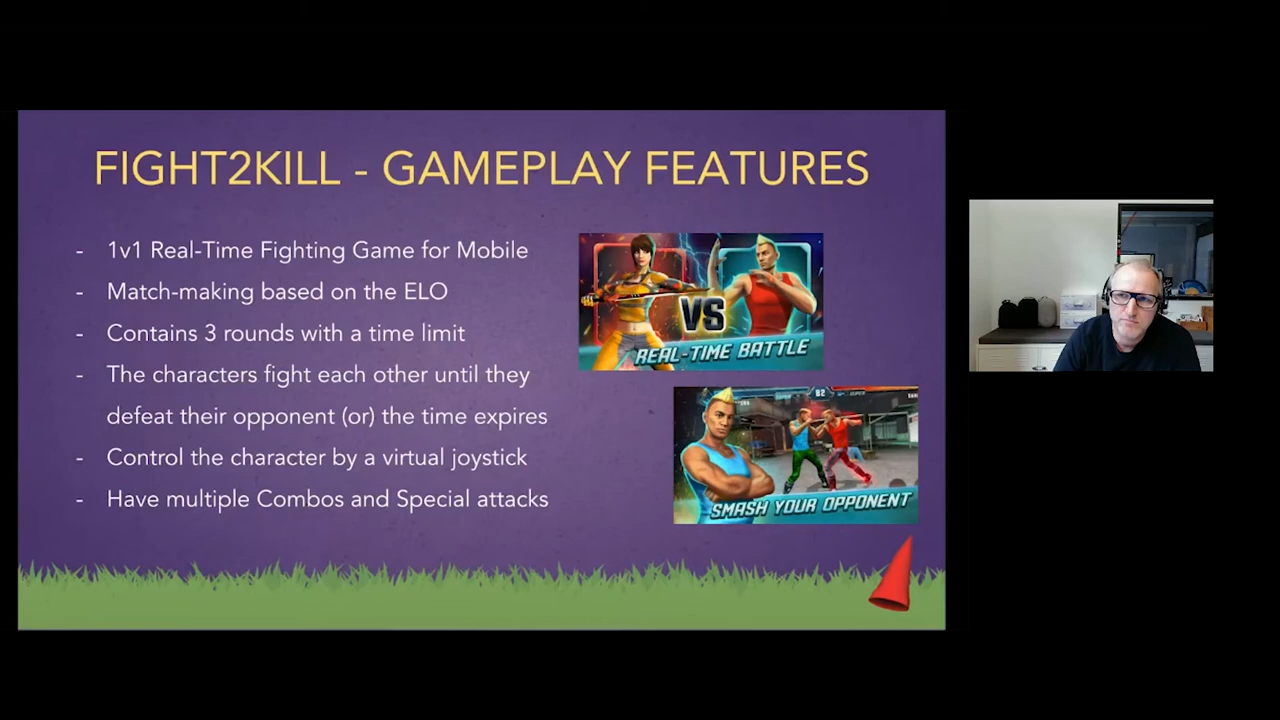 FIGHT2KILL - GAMEPLAY FEATURES
- 1v1 Real-Time Fighting Game for Mobile
- Match-making based on the ELO
- Contains 3 rounds with a time limit
- The characters fight each other until they
defeat their opponent (or) the time expires
- Control the character by a virtual joystick
- Have multiple Combos and Special attacks
VS
REAL-TIME BATTLE
82
SUPER
SMASH YOUR OPPONENT